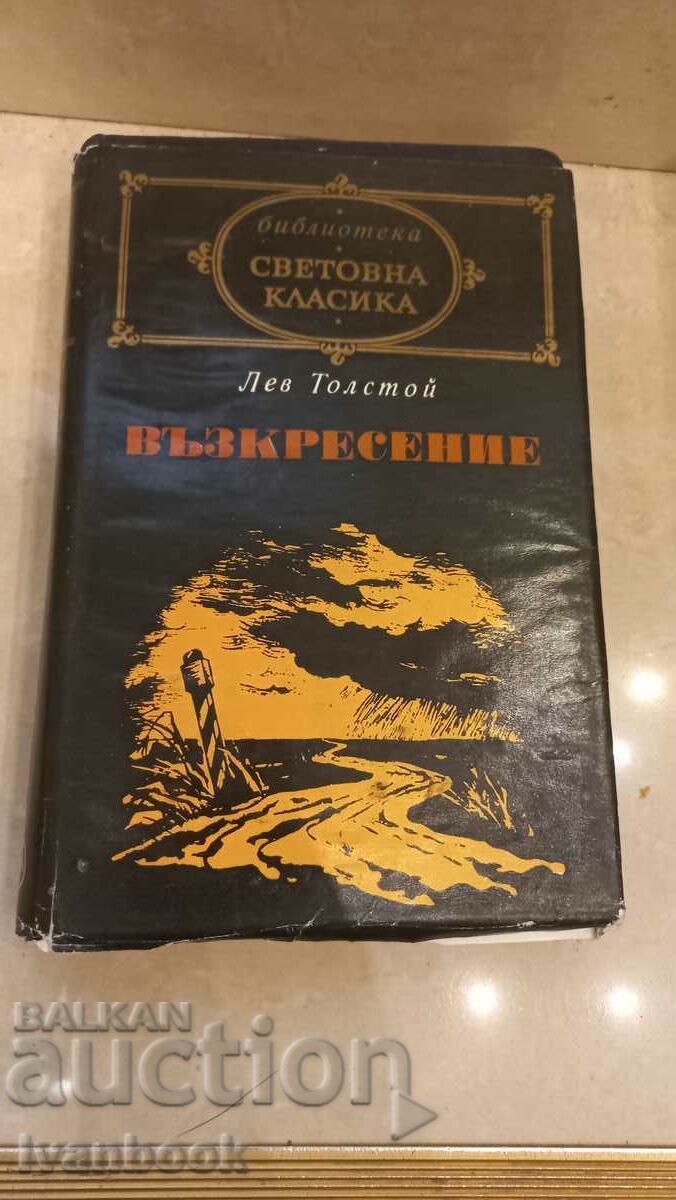 библиотека
СВЕТОВНА
КЛАСИКА
Лев Толстой
ВЪЗКРЕСЕНИЕ
BALKAN
auction
Ivanbook